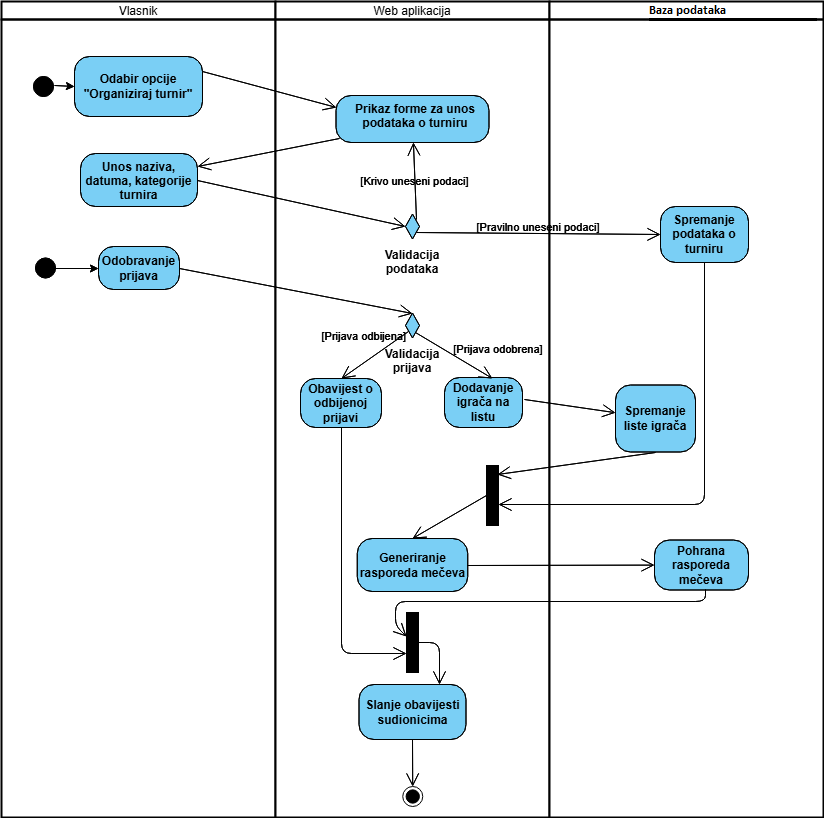 Vlasnik
Web aplikacija
Baza podataka
Odabir opcije
"Organiziraj turnir"
Prikaz forme za unos
podataka o turniru
Unos naziva,
datuma, kategorije
turnira
[Krivo uneseni podaci]
[Pravilno uneseni podaci]
Validacija
podataka
Spremanje
podataka o
turniru
Odobravanje
prijava
[Prijava odbijena]
Validacija
prijava
[Prijava odobrena]
Obavijest o
odbijenoj
prijavi
Dodavanje
igrača na
listu
Spremanje
liste igrača
Generiranje
rasporeda mečeva
Pohrana
rasporeda
mečeva
Slanje obavijesti
sudionicima